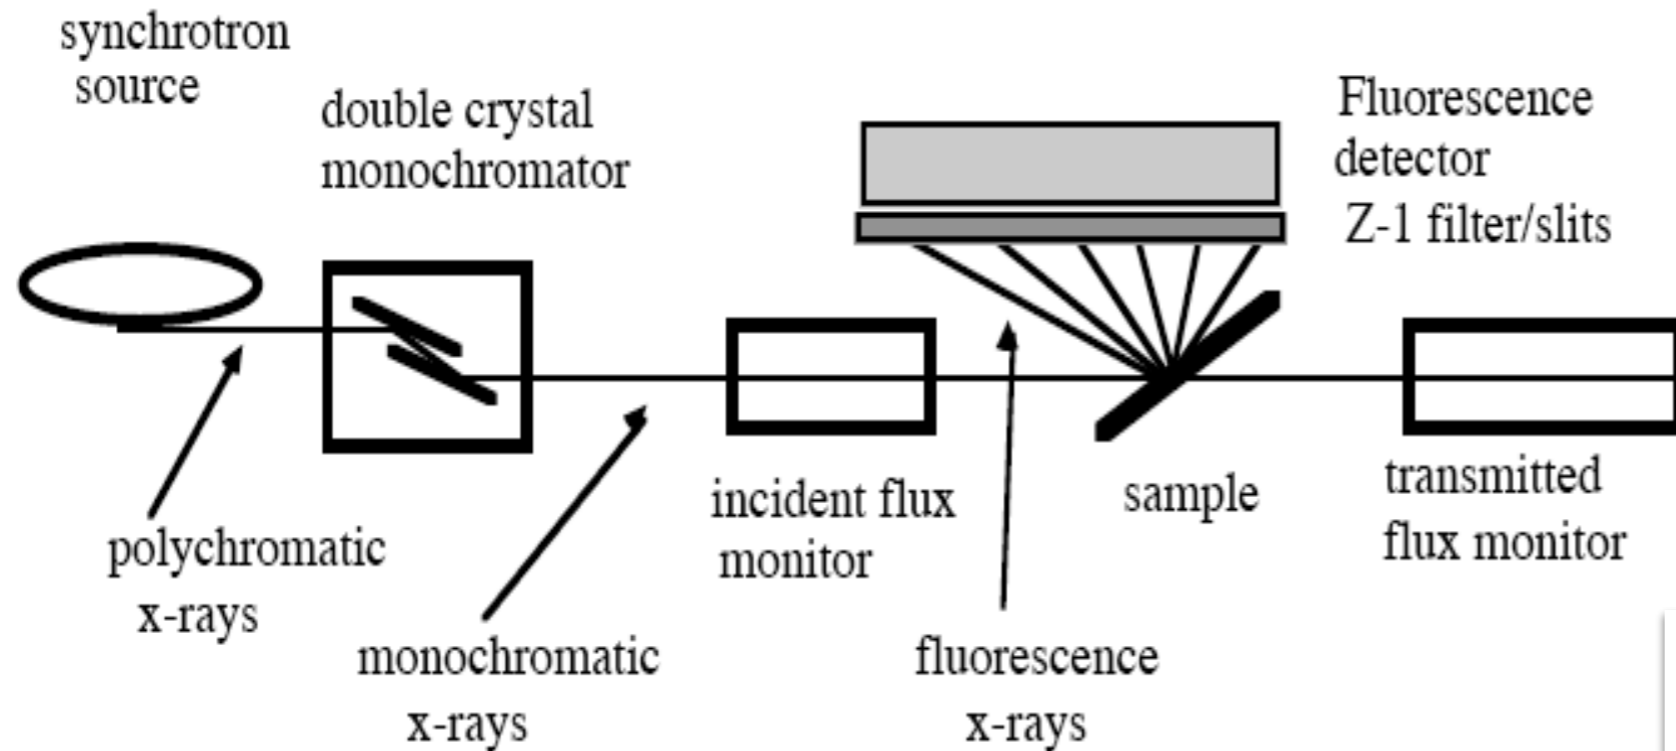 synchrotron
source
double crystal
monochromator
Fluorescence
detector
Z-1 filter/slits
polychromatic
x-rays
monochromatic
x-rays
incident flux
monitor
fluorescence
x-rays
sample
transmitted
flux monitor